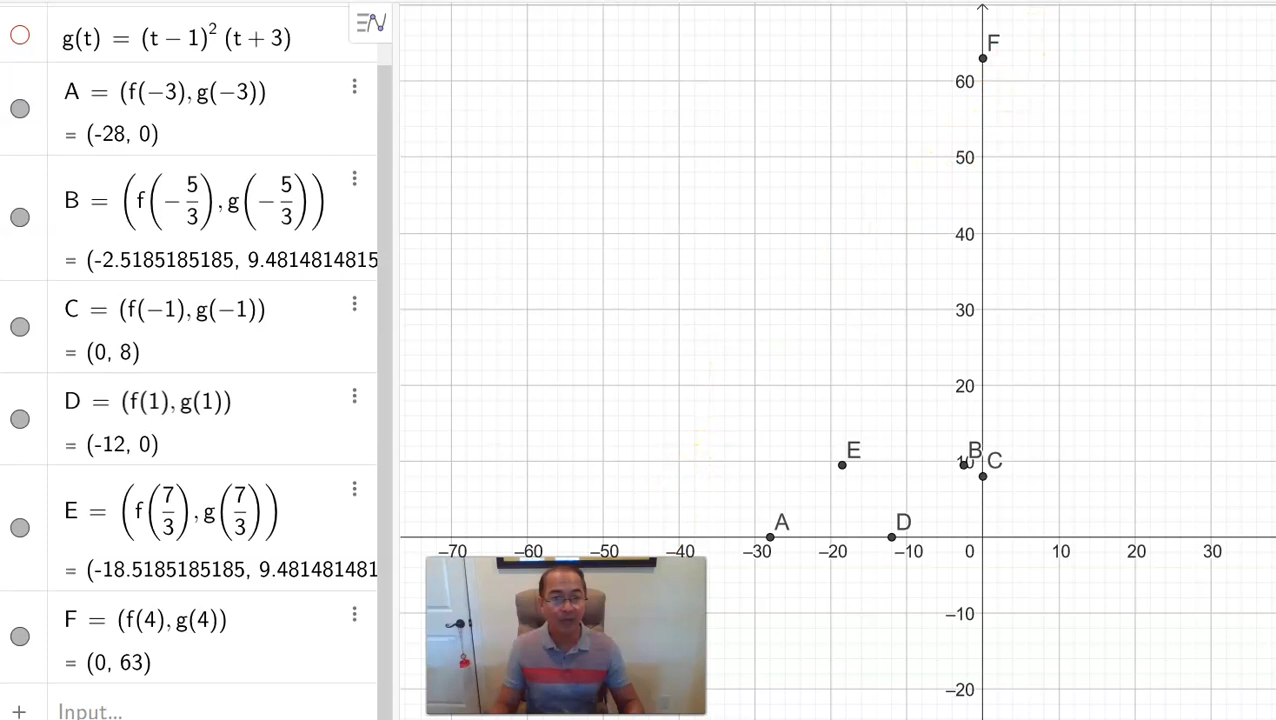 g(t) = (t − 1)² (t + 3)
A = (f(−3), g(−3))
= (-28, 0)
B = (f(−5/3), g(−5/3))
= (-2.5185185185, 9.4814814815
C = (f(−1), g(−1))
= (0, 8)
D = (f(1), g(1))
= (-12, 0)
E = (f(7/3), g(7/3))
= (-18.5185185185, 9.481481481
F = (f(4), g(4))
= (0, 63)
+ Input...
F
60
50
40
30
20
E
B
10
C
A
D
−70 −60 −50 −40 −30 −20 −10 0 10 20 30
−10
−20